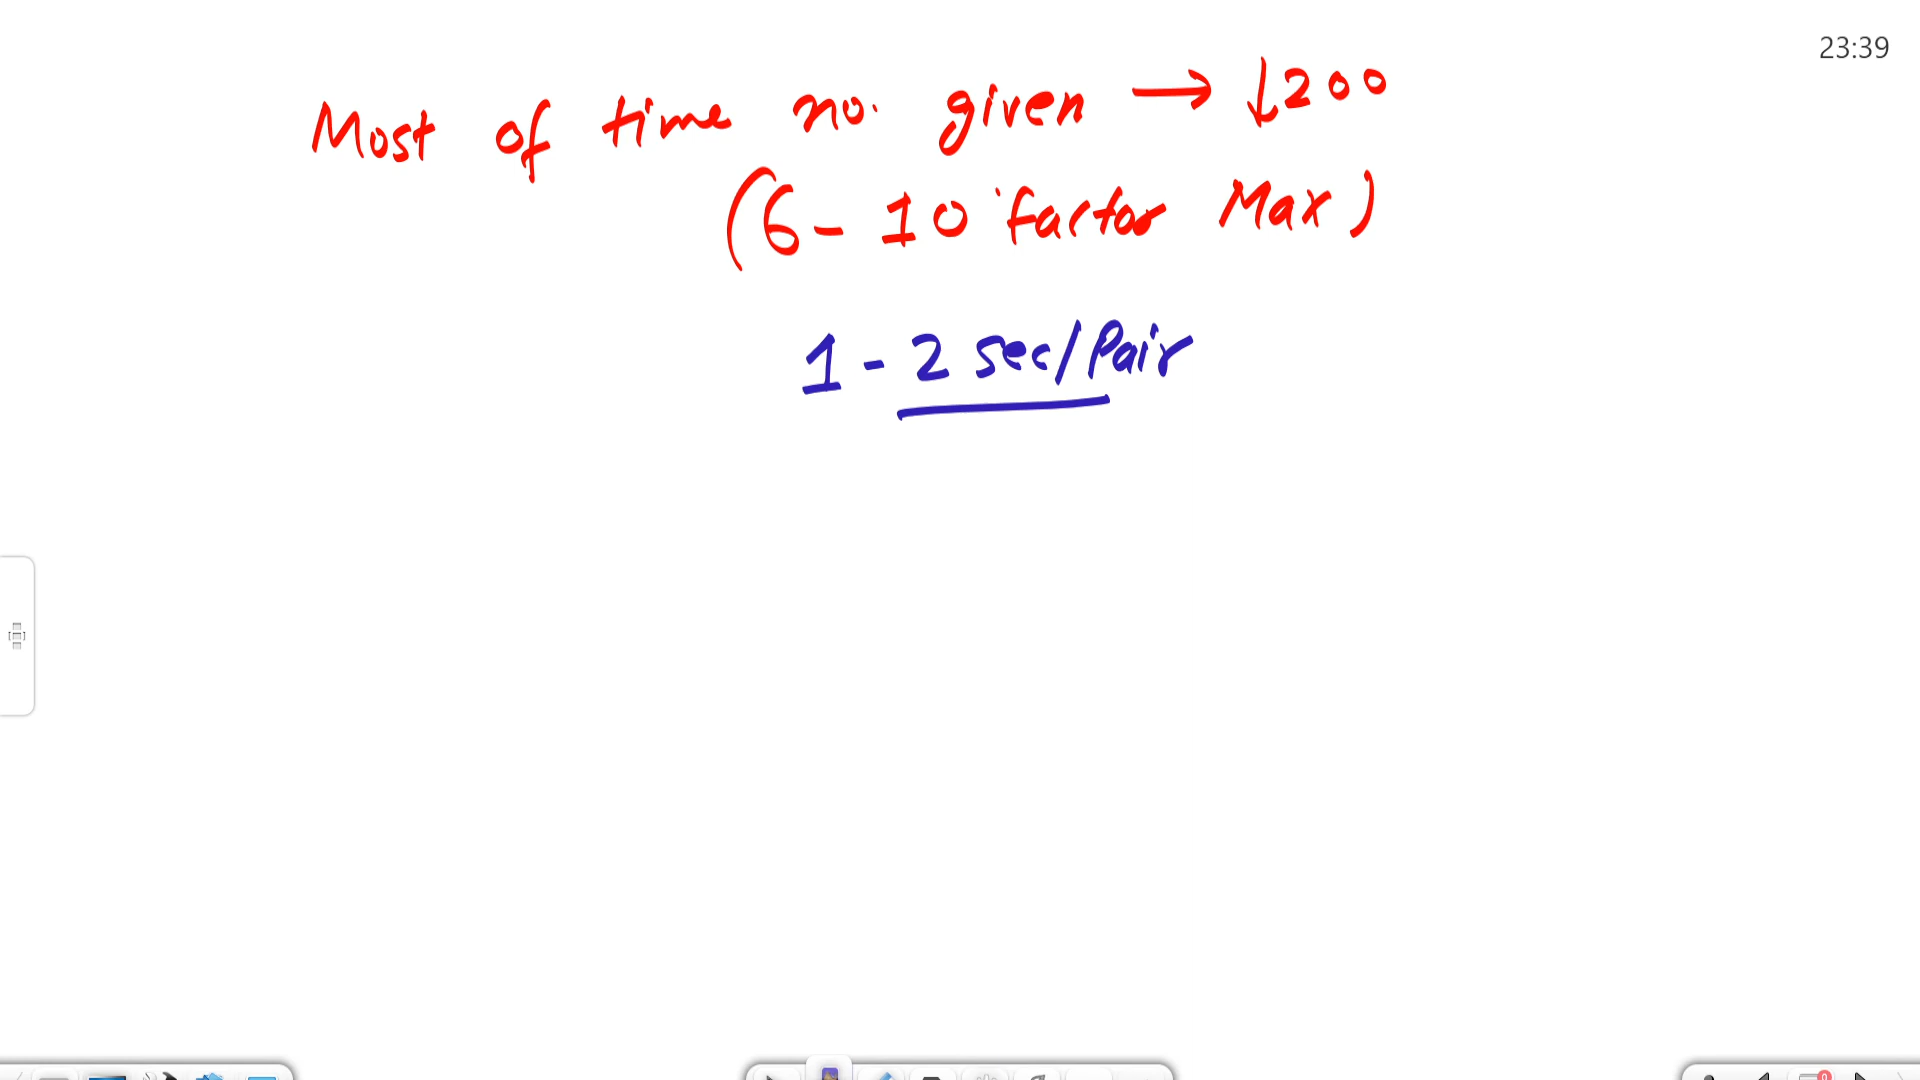 23:39
Most of time no. given → ↓200
(6 - 10 factor Max)
1 - 2 sec/Pair